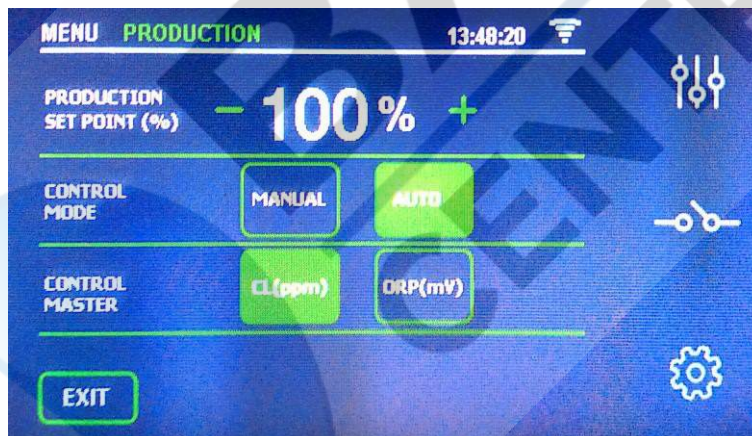 MENU PRODUCTION 13:48:20
PRODUCTION
SET POINT (%)
− 100 % +
CONTROL
MODE
MANUAL AUTO
CONTROL
MASTER
CL(ppm) ORP(mV)
EXIT
CENT